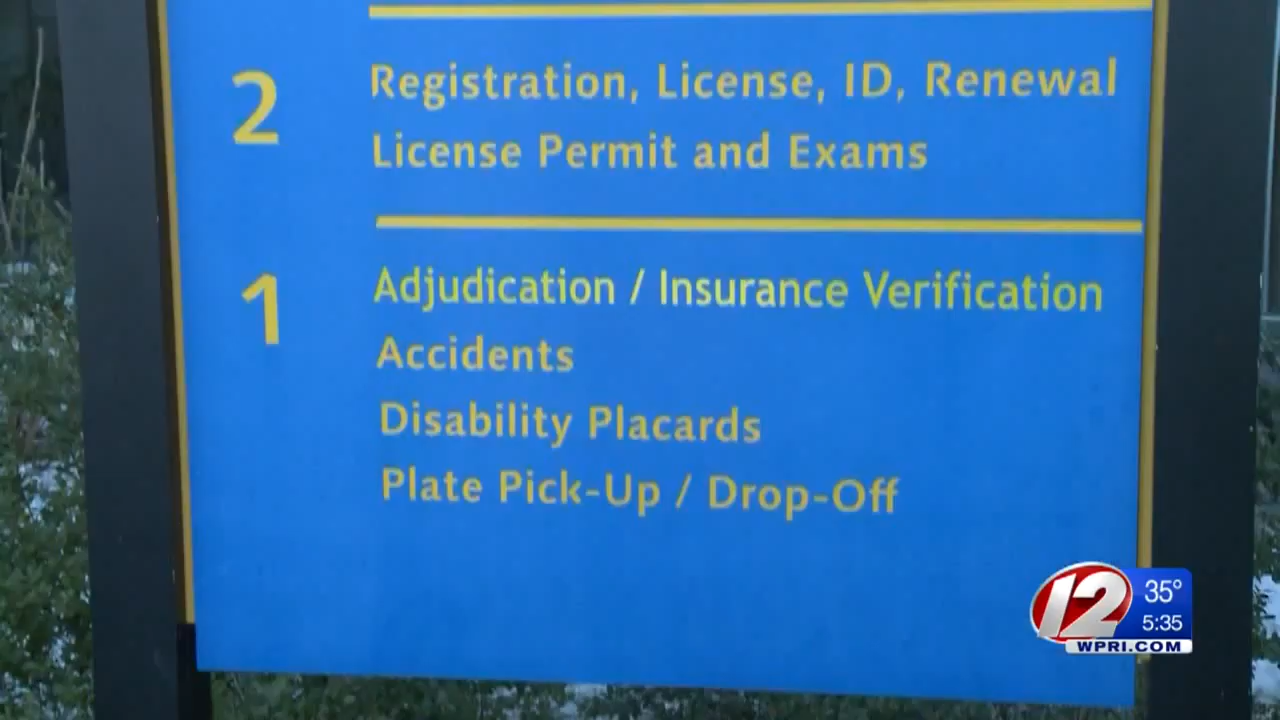 2
Registration, License, ID, Renewal
License Permit and Exams
1
Adjudication / Insurance Verification
Accidents
Disability Placards
Plate Pick-Up / Drop-Off
12
35°
5:35
WPRI.COM